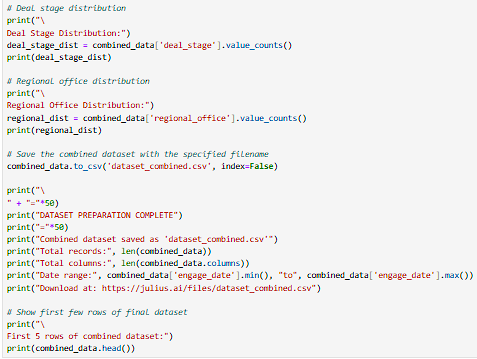 # Deal stage distribution
print("\
Deal Stage Distribution:")
deal_stage_dist = combined_data['deal_stage'].value_counts()
print(deal_stage_dist)
# Regional office distribution
print("\
Regional Office Distribution:")
regional_dist = combined_data['regional_office'].value_counts()
print(regional_dist)
# Save the combined dataset with the specified filename
combined_data.to_csv('dataset_combined.csv', index=False)
print("\
" + "="*50)
print("DATASET PREPARATION COMPLETE")
print("="*50)
print("Combined dataset saved as 'dataset_combined.csv'")
print("Total records:", len(combined_data))
print("Total columns:", len(combined_data.columns))
print("Date range:", combined_data['engage_date'].min(), "to", combined_data['engage_date'].max())
print("Download at: https://julius.ai/files/dataset_combined.csv")
# Show first few rows of final dataset
print("\
First 5 rows of combined dataset:")
print(combined_data.head())